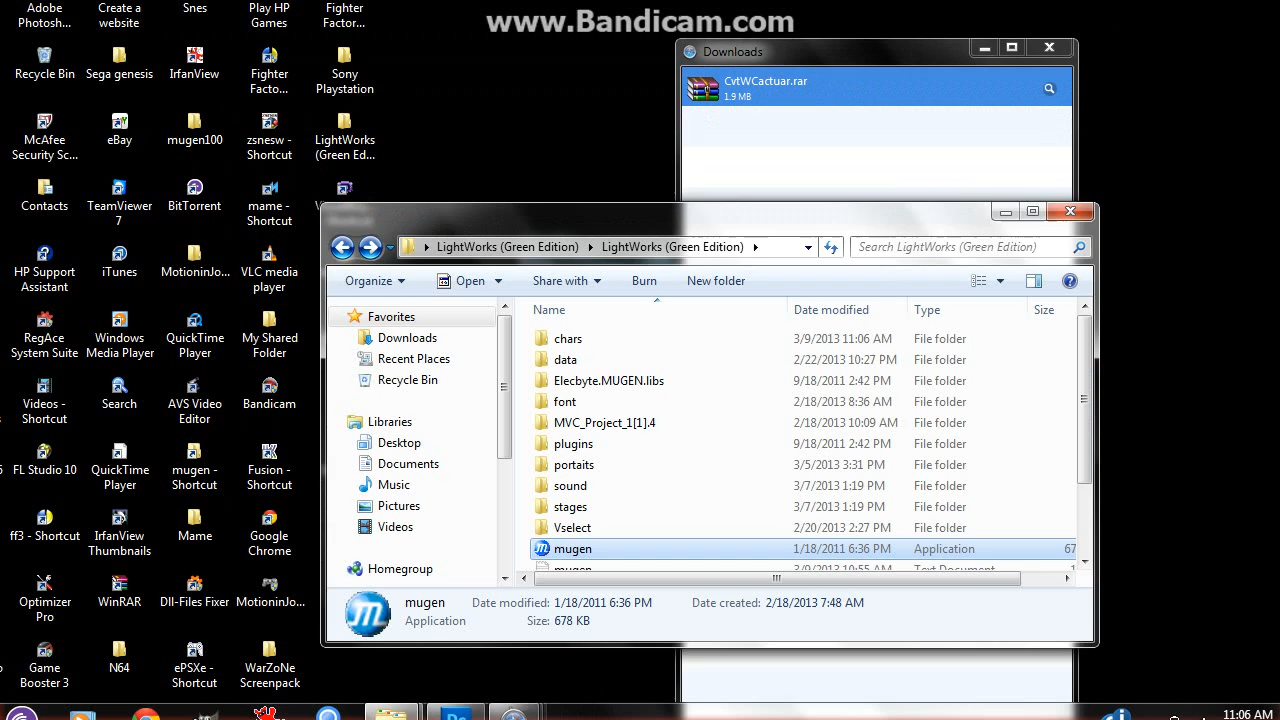 www.Bandicam.com
Adobe Photosh...
Create a website
Snes
Play HP Games
Fighter Factor...
Recycle Bin
Sega genesis
IrfanView
Fighter Facto...
Sony Playstation
McAfee Security Sc...
eBay
mugen100
zsnesw - Shortcut
LightWorks (Green Ed...
Contacts
TeamViewer 7
BitTorrent
mame - Shortcut
HP Support Assistant
iTunes
MotioninJo...
VLC media player
RegAce System Suite
Windows Media Player
QuickTime Player
My Shared Folder
Videos - Shortcut
Search
AVS Video Editor
Bandicam
FL Studio 10
QuickTime Player
mugen - Shortcut
Fusion - Shortcut
ff3 - Shortcut
IrfanView Thumbnails
Mame
Google Chrome
Optimizer Pro
WinRAR
Dll-Files Fixer
MotioninJo...
Game Booster 3
N64
ePSXe - Shortcut
WarZoNe Screenpack
Downloads
CvtWCactuar.rar
1.9 MB
LightWorks (Green Edition)
LightWorks (Green Edition)
Search LightWorks (Green Edition)
Organize
Open
Share with
Burn
New folder
Favorites
Downloads
Recent Places
Recycle Bin
Libraries
Desktop
Documents
Music
Pictures
Videos
Homegroup
Name Date modified Type Size
chars 3/9/2013 11:06 AM File folder
data 2/22/2013 10:27 PM File folder
Elecbyte.MUGEN.libs 9/18/2011 2:42 PM File folder
font 2/18/2013 8:36 AM File folder
MVC_Project_1[1].4 2/18/2013 10:09 AM File folder
plugins 9/18/2011 2:42 PM File folder
portaits 3/5/2013 3:31 PM File folder
sound 3/7/2013 1:19 PM File folder
stages 3/7/2013 1:19 PM File folder
Vselect 2/20/2013 2:27 PM File folder
mugen 1/18/2011 6:36 PM Application 67
mugen 3/9/2013 10:55 AM Text Document 1
mugen Date modified: 1/18/2011 6:36 PM Date created: 2/18/2013 7:48 AM
Application Size: 678 KB
11:06 AM